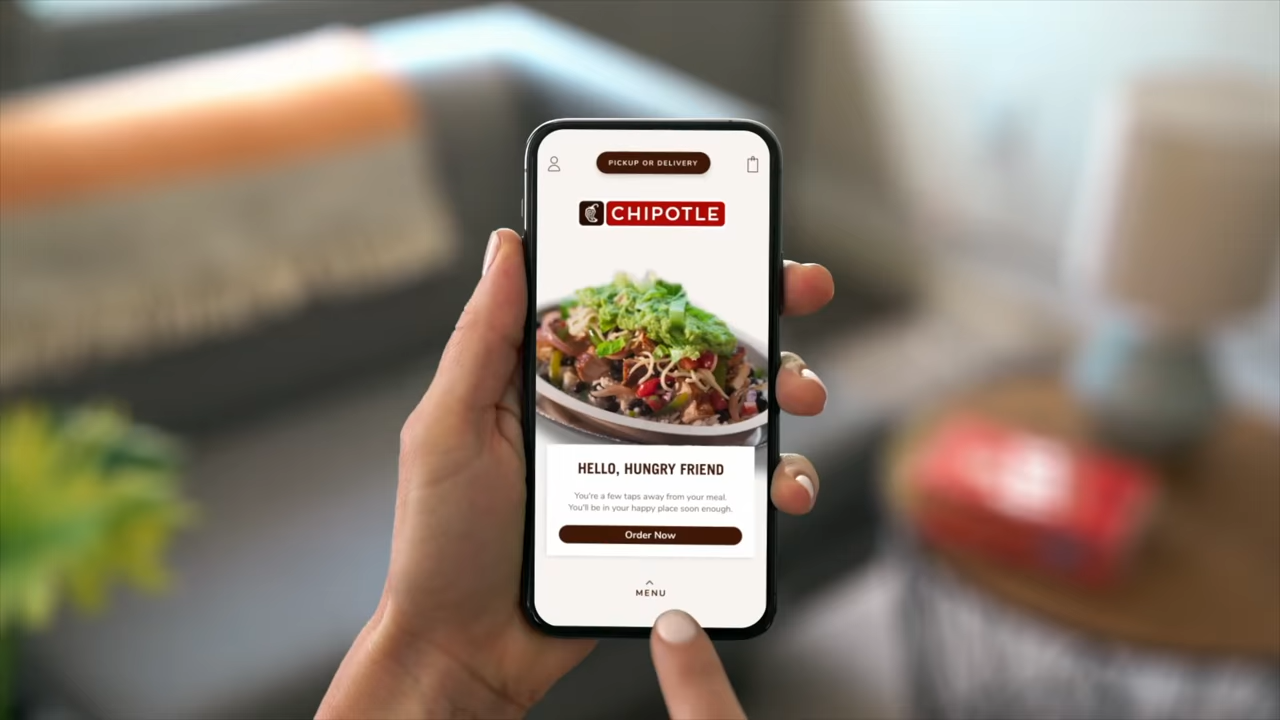 PICKUP OR DELIVERY
CHIPOTLE
HELLO, HUNGRY FRIEND
You're a few taps away from your meal.
You'll be in your happy place soon enough.
Order Now
MENU